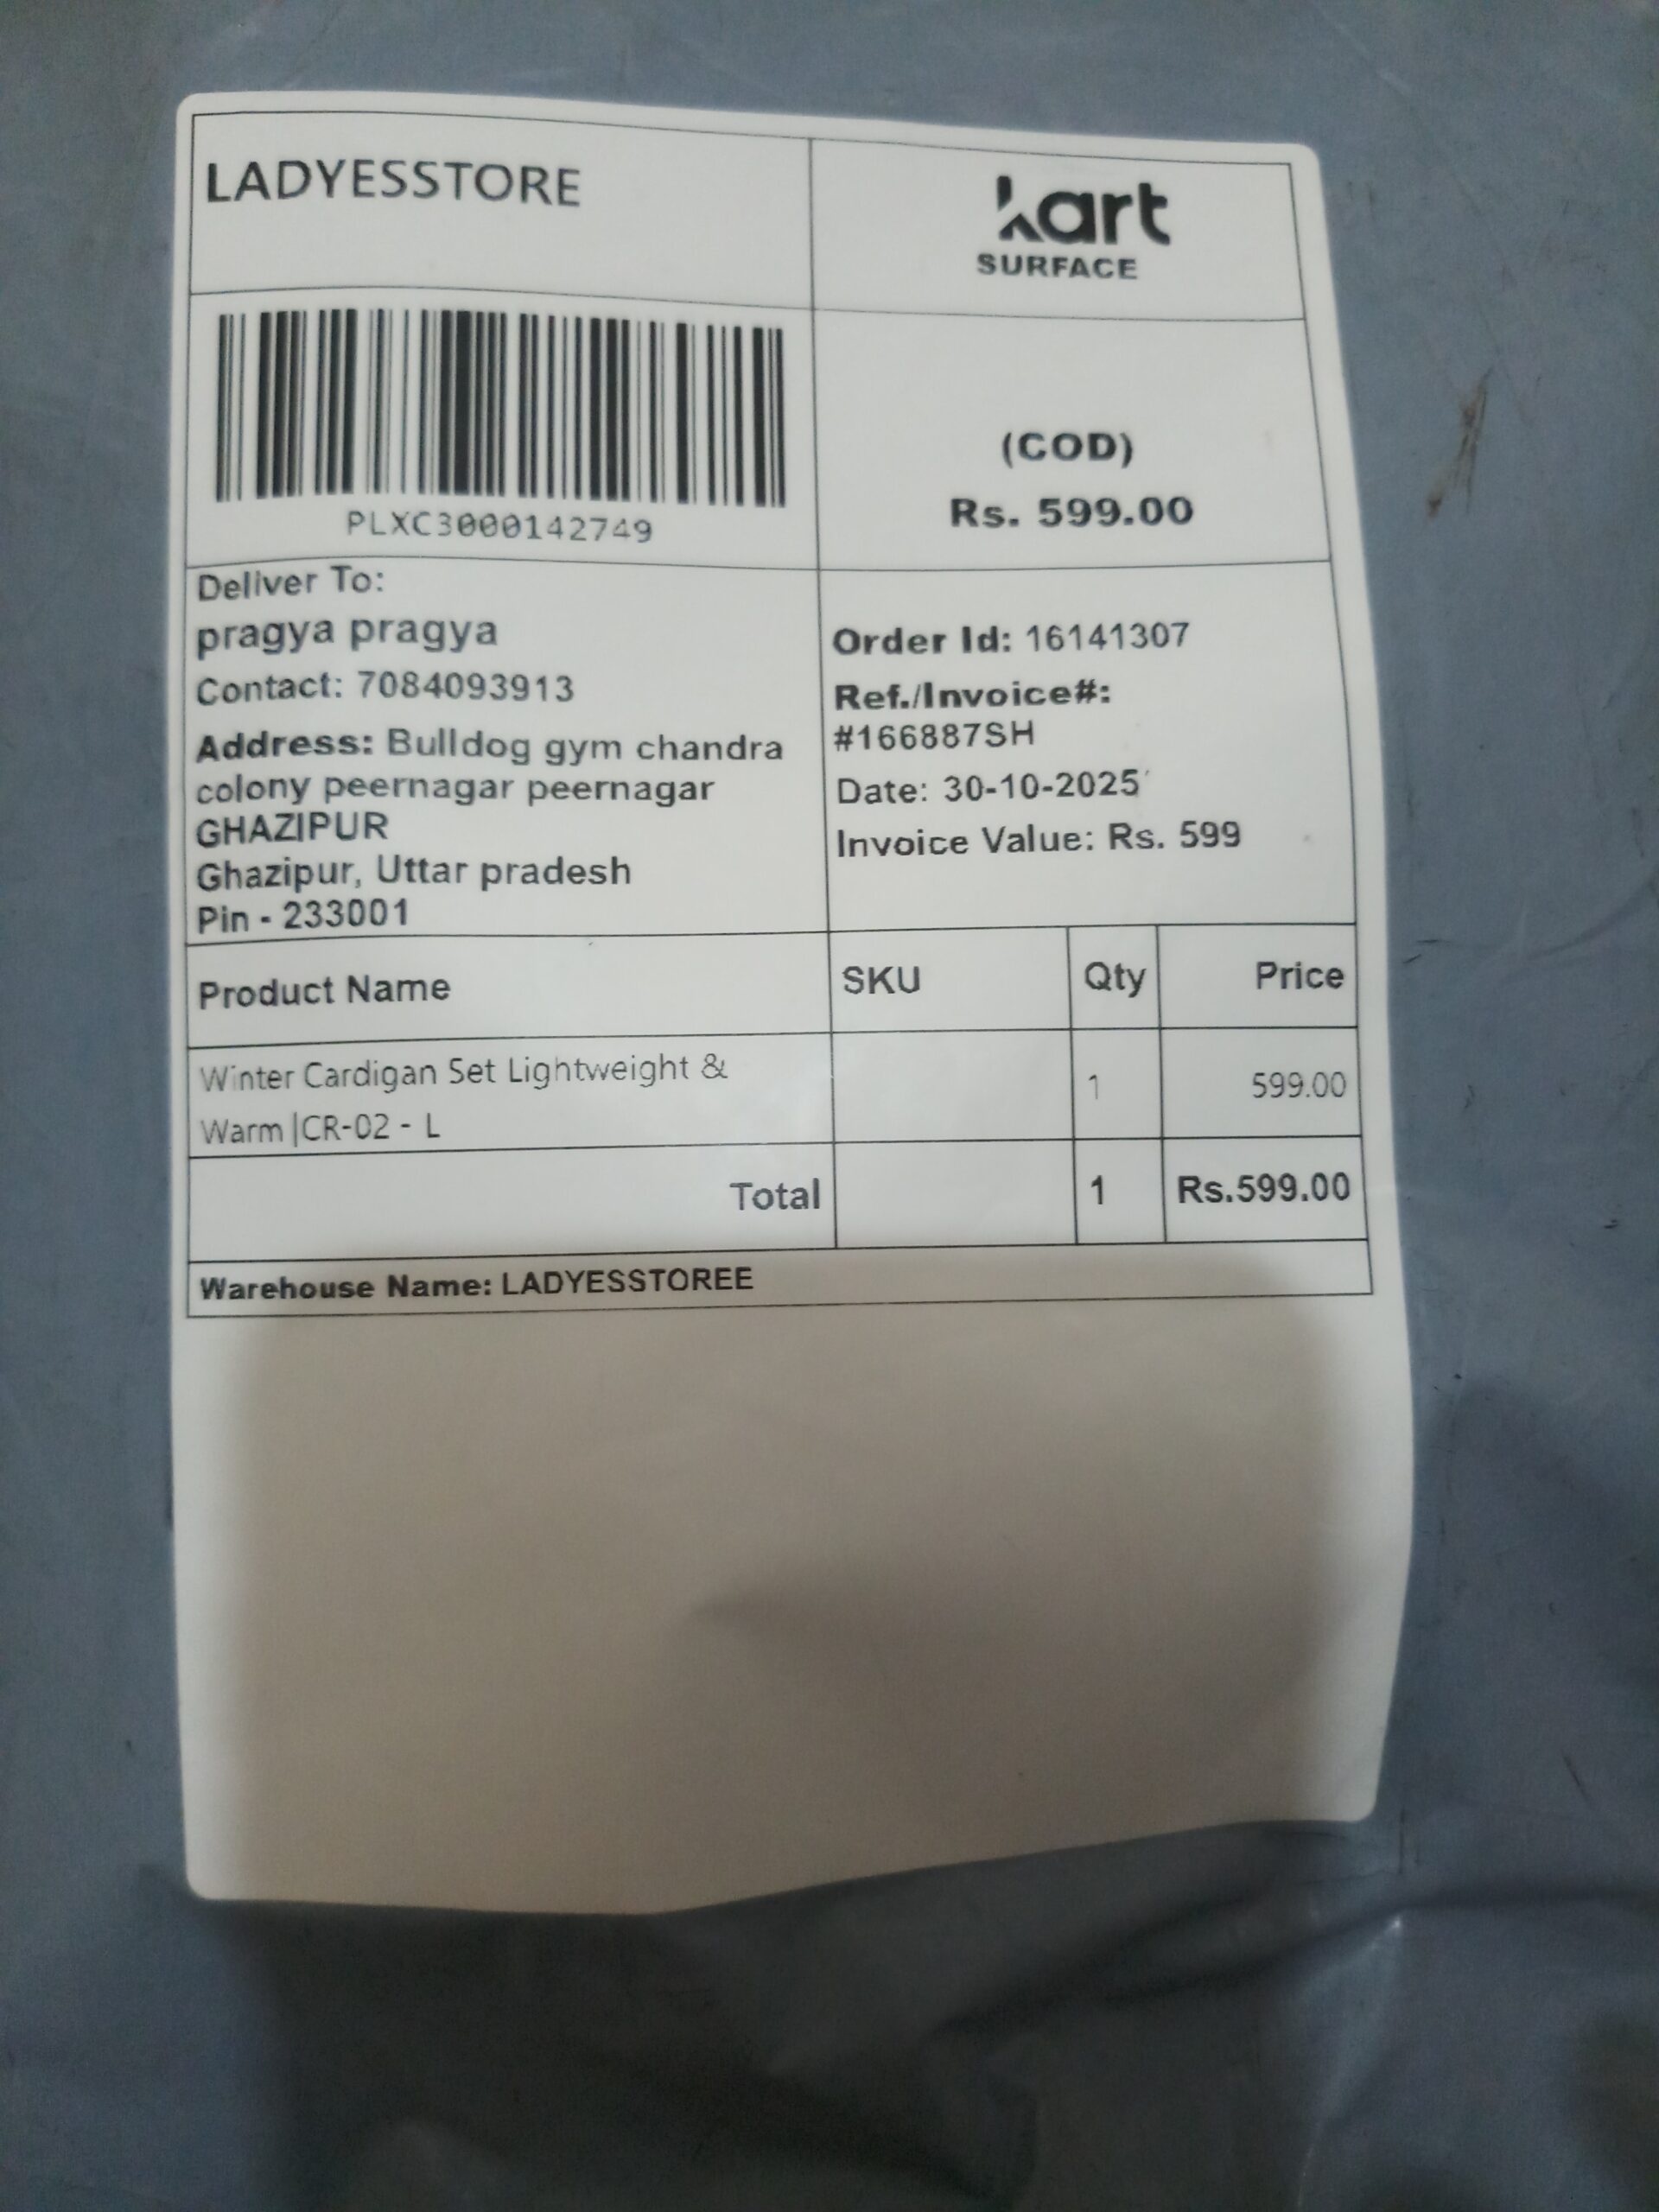 LADYESSTORE
kart
SURFACE
PLXC3000142749
(COD)
Rs. 599.00
Deliver To:
pragya pragya
Contact: 7084093913
Address: Bulldog gym chandra
colony peernagar peernagar
GHAZIPUR
Ghazipur, Uttar pradesh
Pin - 233001
Order Id: 16141307
Ref./Invoice#:
#166887SH
Date: 30-10-2025
Invoice Value: Rs. 599
Product Name SKU Qty Price
Winter Cardigan Set Lightweight & 1 599.00
Warm |CR-02 - L
Total 1 Rs.599.00
Warehouse Name: LADYESSTOREE